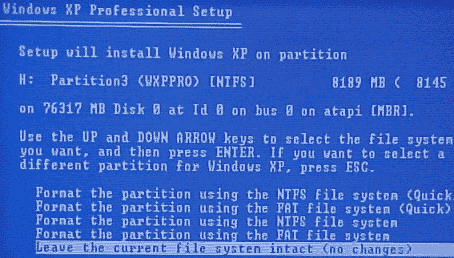 Windows XP Professional Setup
Setup will install Windows XP on partition
H: Partition3 (WXPPRO) [NTFS] 8189 MB ( 8145
on 76317 MB Disk 0 at Id 0 on bus 0 on atapi [MBR].
Use the UP and DOWN ARROW keys to select the file system
you want, and then press ENTER. If you want to select a
different partition for Windows XP, press ESC.
Format the partition using the NTFS file system (Quick
Format the partition using the FAT file system (Quick)
Format the partition using the NTFS file system
Format the partition using the FAT file system
Leave the current file system intact (no changes)